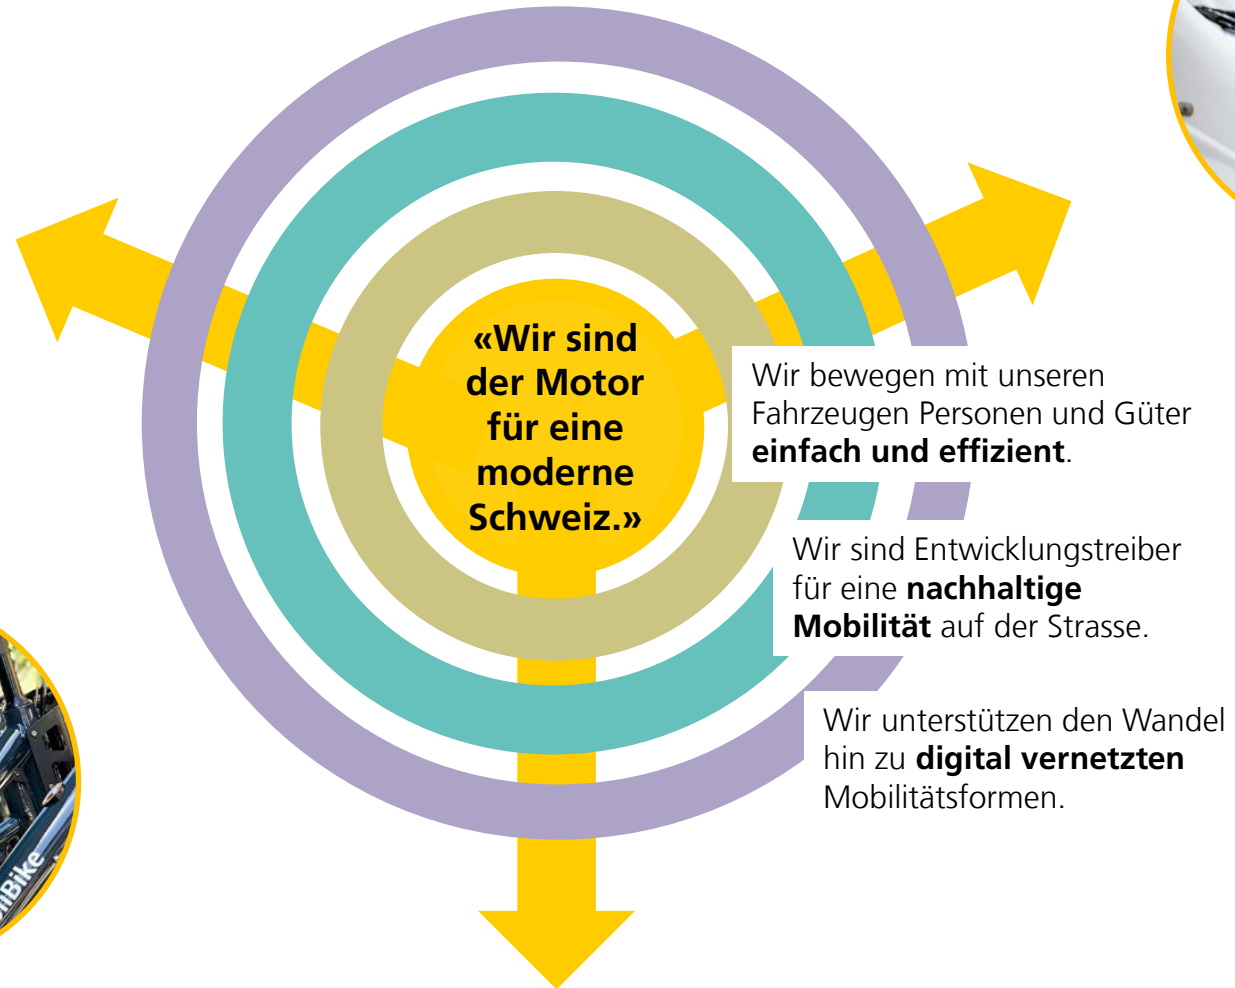 «Wir sind
der Motor
für eine
moderne
Schweiz.»
Wir bewegen mit unseren
Fahrzeugen Personen und Güter
einfach und effizient.
Wir sind Entwicklungstreiber
für eine nachhaltige
Mobilität auf der Strasse.
Wir unterstützen den Wandel
hin zu digital vernetzten
Mobilitätsformen.